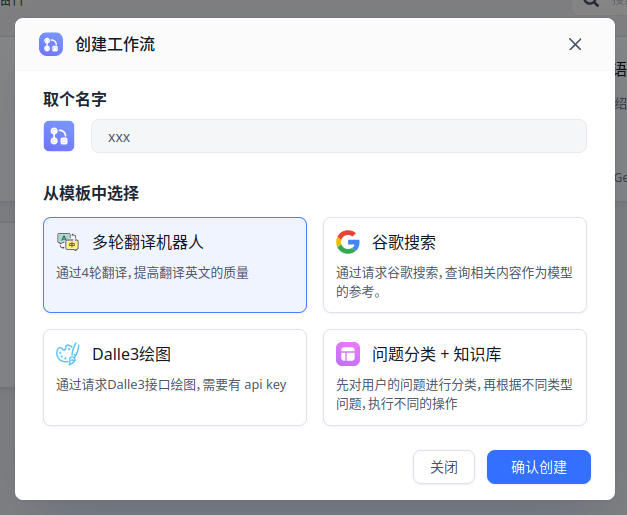 创建工作流
取个名字
xxx
从模板中选择
多轮翻译机器人
通过4轮翻译，提高翻译英文的质量
谷歌搜索
通过请求谷歌搜索，查询相关内容作为模型
的参考。
Dalle3绘图
通过请求Dalle3接口绘图，需要有 api key
问题分类 + 知识库
先对用户的问题进行分类，再根据不同类型
问题，执行不同的操作
关闭
确认创建